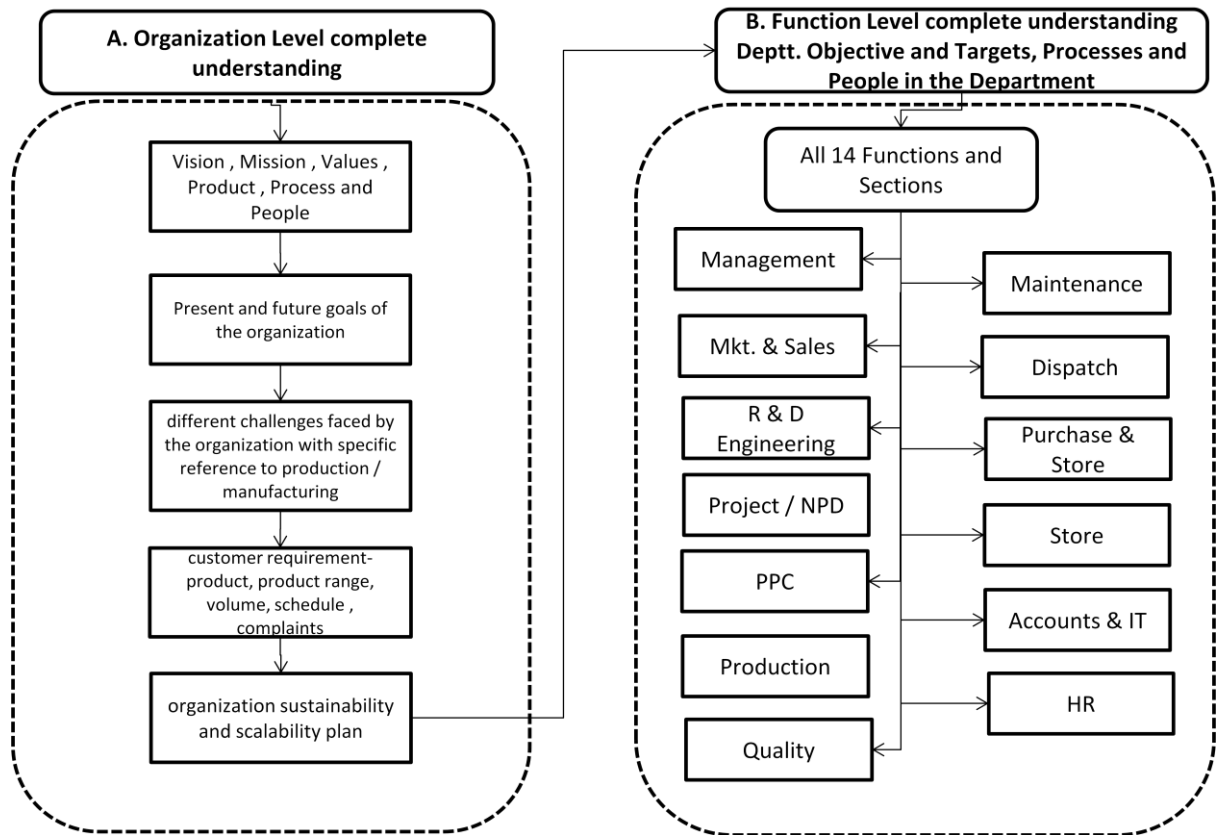 A. Organization Level complete
understanding
Vision , Mission , Values ,
Product , Process and
People
Present and future goals of
the organization
different challenges faced by
the organization with specific
reference to production /
manufacturing
customer requirement-
product, product range,
volume, schedule ,
complaints
organization sustainability
and scalability plan
B. Function Level complete understanding
Deptt. Objective and Targets, Processes and
People in the Department
All 14 Functions and
Sections
Management
Mkt. & Sales
R & D
Engineering
Project / NPD
PPC
Production
Quality
Maintenance
Dispatch
Purchase &
Store
Store
Accounts & IT
HR